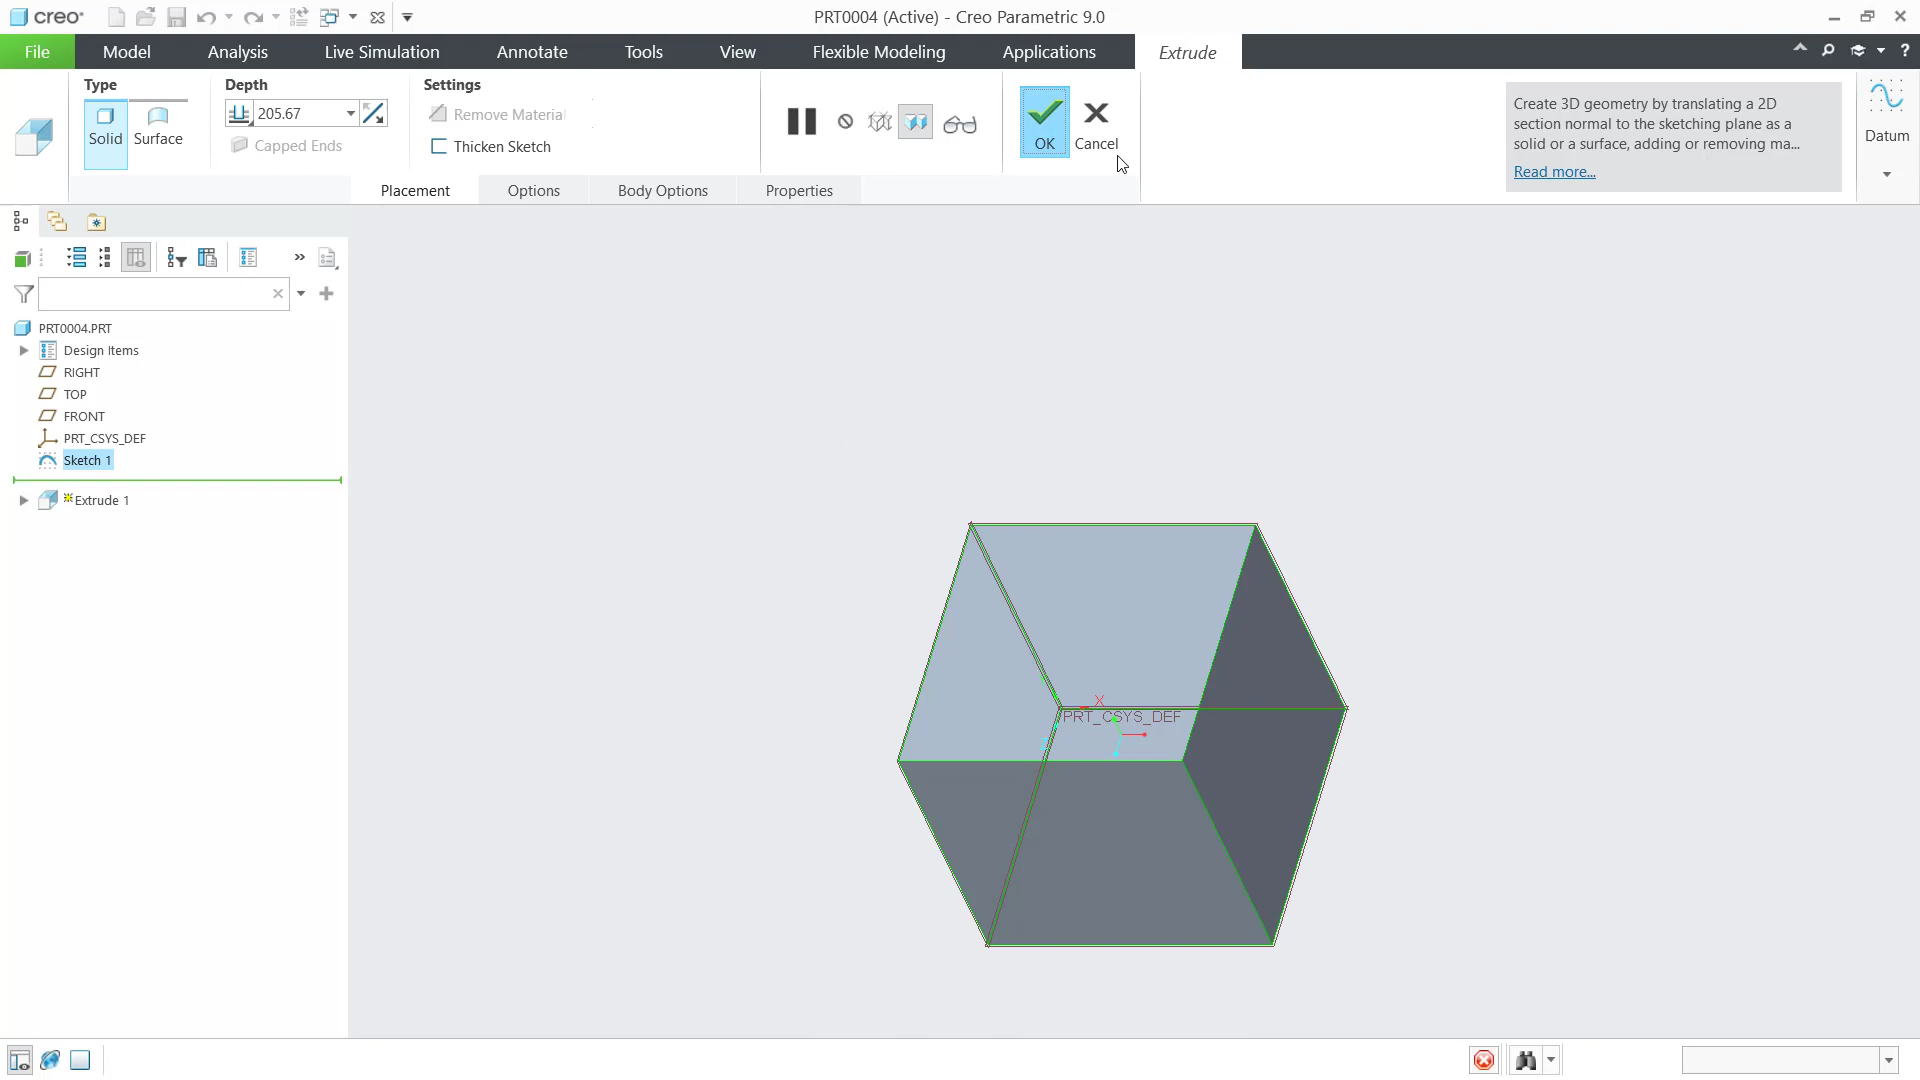 creo®
PRT0004 (Active) - Creo Parametric 9.0
File
Model
Analysis
Live Simulation
Annotate
Tools
View
Flexible Modeling
Applications
Extrude
?
Type
Depth
Settings
Solid
Surface
205.67
Remove Material
Capped Ends
Thicken Sketch
OK
Cancel
Create 3D geometry by translating a 2D
section normal to the sketching plane as a
solid or a surface, adding or removing ma...
Read more...
Datum
Placement
Options
Body Options
Properties
PRT0004.PRT
Design Items
RIGHT
TOP
FRONT
PRT_CSYS_DEF
Sketch 1
Extrude 1
X
PRT_CSYS_DEF
Z